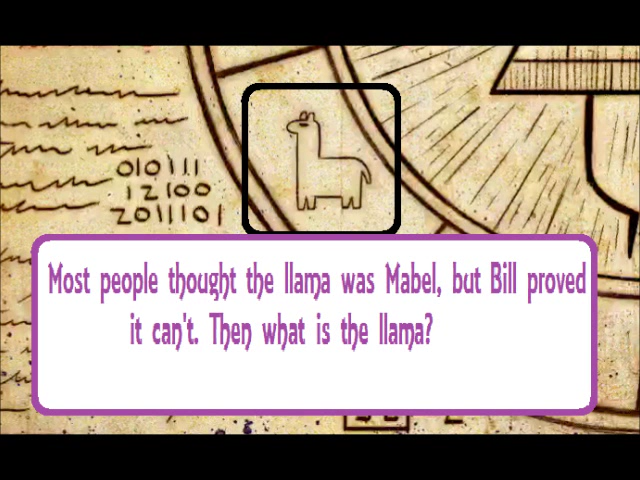 010111
12100
2011101
Most people thought the llama was Mabel, but Bill proved
it can't. Then what is the llama?